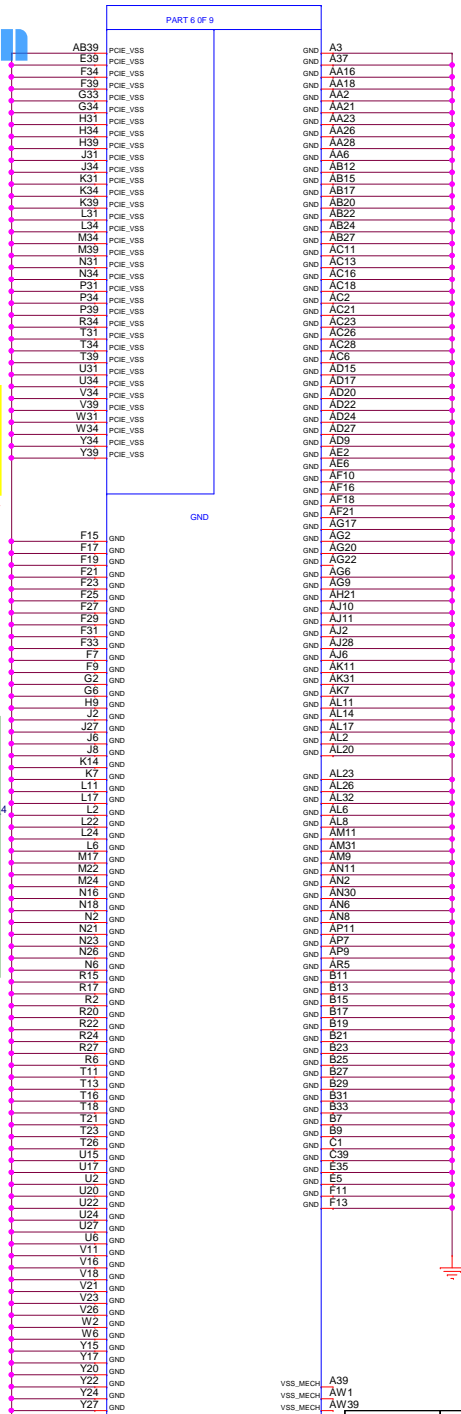 PART 6 0F 9
AB39 PCIE_VSS
E39 PCIE_VSS
F34 PCIE_VSS
F39 PCIE_VSS
G33 PCIE_VSS
G34 PCIE_VSS
H31 PCIE_VSS
H34 PCIE_VSS
H39 PCIE_VSS
J31 PCIE_VSS
J34 PCIE_VSS
K31 PCIE_VSS
K34 PCIE_VSS
K39 PCIE_VSS
L31 PCIE_VSS
L34 PCIE_VSS
M34 PCIE_VSS
M39 PCIE_VSS
N31 PCIE_VSS
N34 PCIE_VSS
P31 PCIE_VSS
P34 PCIE_VSS
P39 PCIE_VSS
R34 PCIE_VSS
T31 PCIE_VSS
T34 PCIE_VSS
T39 PCIE_VSS
U31 PCIE_VSS
U34 PCIE_VSS
V34 PCIE_VSS
V39 PCIE_VSS
W31 PCIE_VSS
W34 PCIE_VSS
Y34 PCIE_VSS
Y39 PCIE_VSS
GND
F15 GND
F17 GND
F19 GND
F21 GND
F23 GND
F25 GND
F27 GND
F29 GND
F31 GND
F33 GND
F7 GND
F9 GND
G2 GND
G6 GND
H9 GND
J2 GND
J27 GND
J6 GND
J8 GND
K14 GND
K7 GND
L11 GND
L17 GND
L2 GND
L22 GND
L24 GND
L6 GND
M17 GND
M22 GND
M24 GND
N16 GND
N18 GND
N2 GND
N21 GND
N23 GND
N26 GND
N6 GND
R15 GND
R17 GND
R2 GND
R20 GND
R22 GND
R24 GND
R27 GND
R6 GND
T11 GND
T13 GND
T16 GND
T18 GND
T21 GND
T23 GND
T26 GND
U15 GND
U17 GND
U2 GND
U20 GND
U22 GND
U24 GND
U27 GND
U6 GND
V11 GND
V16 GND
V18 GND
V21 GND
V23 GND
V26 GND
W2 GND
W6 GND
Y15 GND
Y17 GND
Y20 GND
Y22 GND
Y24 GND
Y27 GND
GND A3
GND A37
GND AA16
GND AA18
GND AA2
GND AA21
GND AA23
GND AA26
GND AA28
GND AA6
GND AB12
GND AB15
GND AB17
GND AB20
GND AB22
GND AB24
GND AB27
GND AC11
GND AC13
GND AC16
GND AC18
GND AC2
GND AC21
GND AC23
GND AC26
GND AC28
GND AC6
GND AD15
GND AD17
GND AD20
GND AD22
GND AD24
GND AD27
GND AD9
GND AE2
GND AE6
GND AF10
GND AF16
GND AF18
GND AF21
GND AG17
GND AG2
GND AG20
GND AG22
GND AG6
GND AG9
GND AH21
GND AJ10
GND AJ11
GND AJ2
GND AJ28
GND AJ6
GND AK11
GND AK31
GND AK7
GND AL11
GND AL14
GND AL17
GND AL2
GND AL20
GND AL23
GND AL26
GND AL32
GND AL6
GND AL8
GND AM11
GND AM31
GND AM9
GND AN11
GND AN2
GND AN30
GND AN6
GND AN8
GND AP11
GND AP7
GND AP9
GND AR5
GND B11
GND B13
GND B15
GND B17
GND B19
GND B21
GND B23
GND B25
GND B27
GND B29
GND B31
GND B33
GND B7
GND B9
GND C1
GND C39
GND E35
GND E5
GND F11
GND F13
VSS_MECH A39
VSS_MECH AW1
VSS_MECH AW39
4